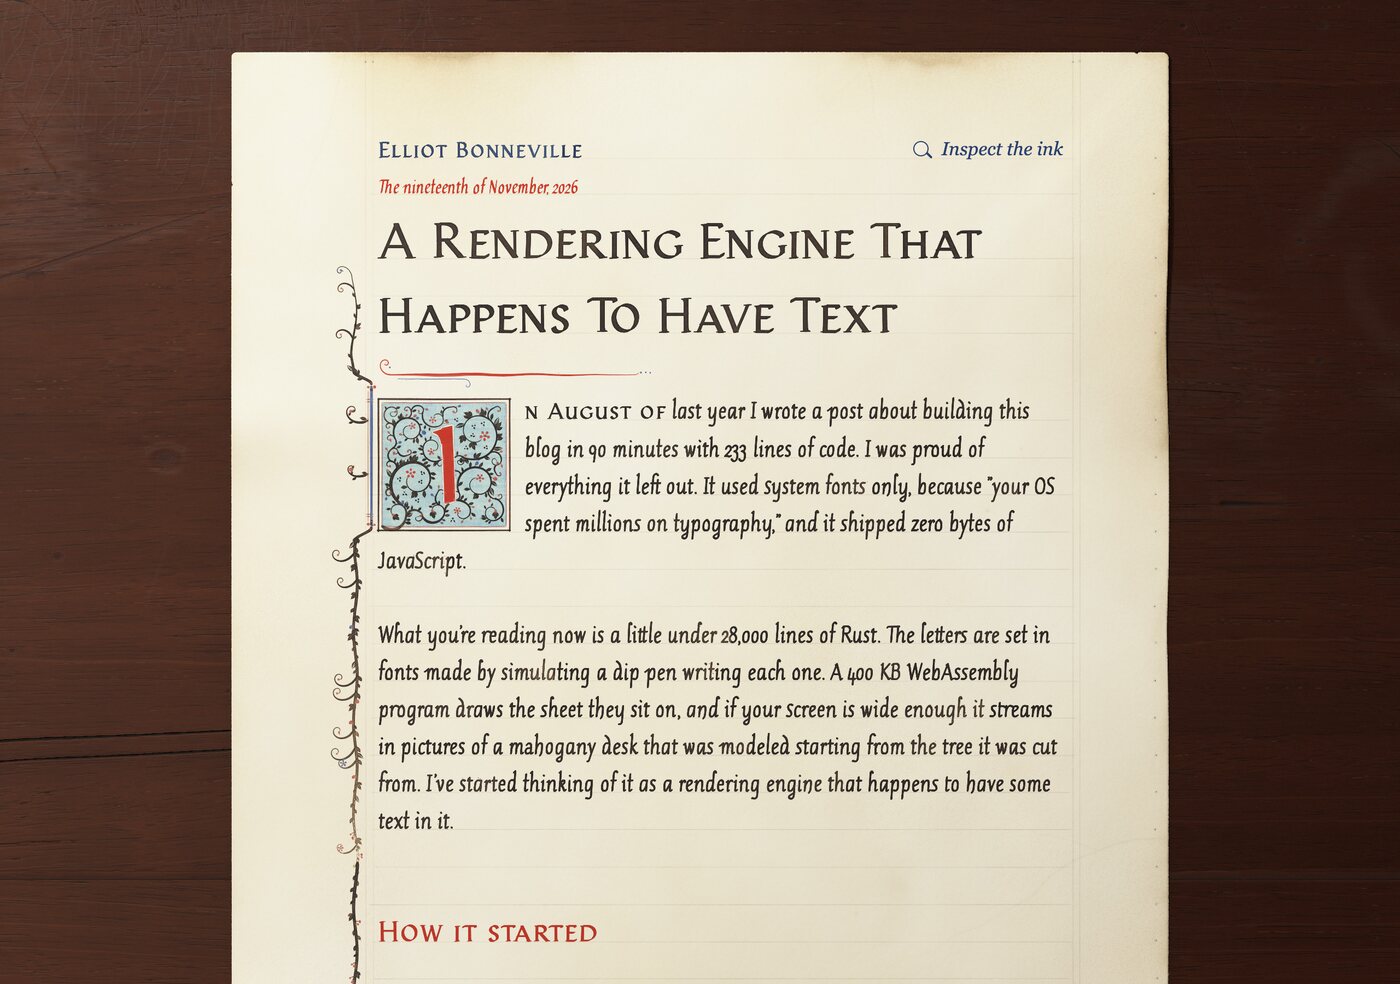 ELLIOT BONNEVILLE
Inspect the ink
The nineteenth of November, 2026
A RENDERING ENGINE THAT
HAPPENS TO HAVE TEXT
I
N AUGUST OF last year I wrote a post about building this
blog in 90 minutes with 233 lines of code. I was proud of
everything it left out. It used system fonts only, because "your OS
spent millions on typography," and it shipped zero bytes of
JavaScript.
What you're reading now is a little under 28,000 lines of Rust. The letters are set in
fonts made by simulating a dip pen writing each one. A 400 KB WebAssembly
program draws the sheet they sit on, and if your screen is wide enough it streams
in pictures of a mahogany desk that was modeled starting from the tree it was cut
from. I've started thinking of it as a rendering engine that happens to have some
text in it.
HOW IT STARTED